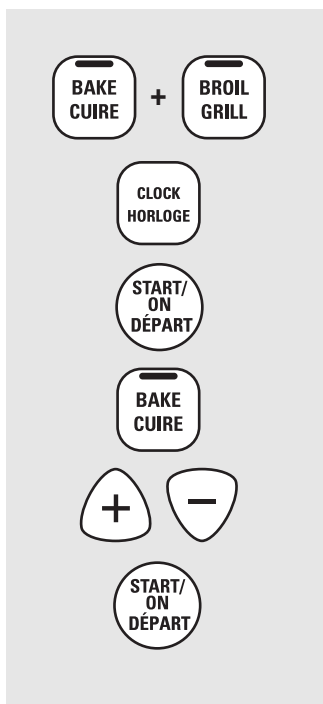 BAKE
CUIRE
+
BROIL
GRILL
CLOCK
HORLOGE
START/
ON
DÉPART
BAKE
CUIRE
+ −
START/
ON
DÉPART